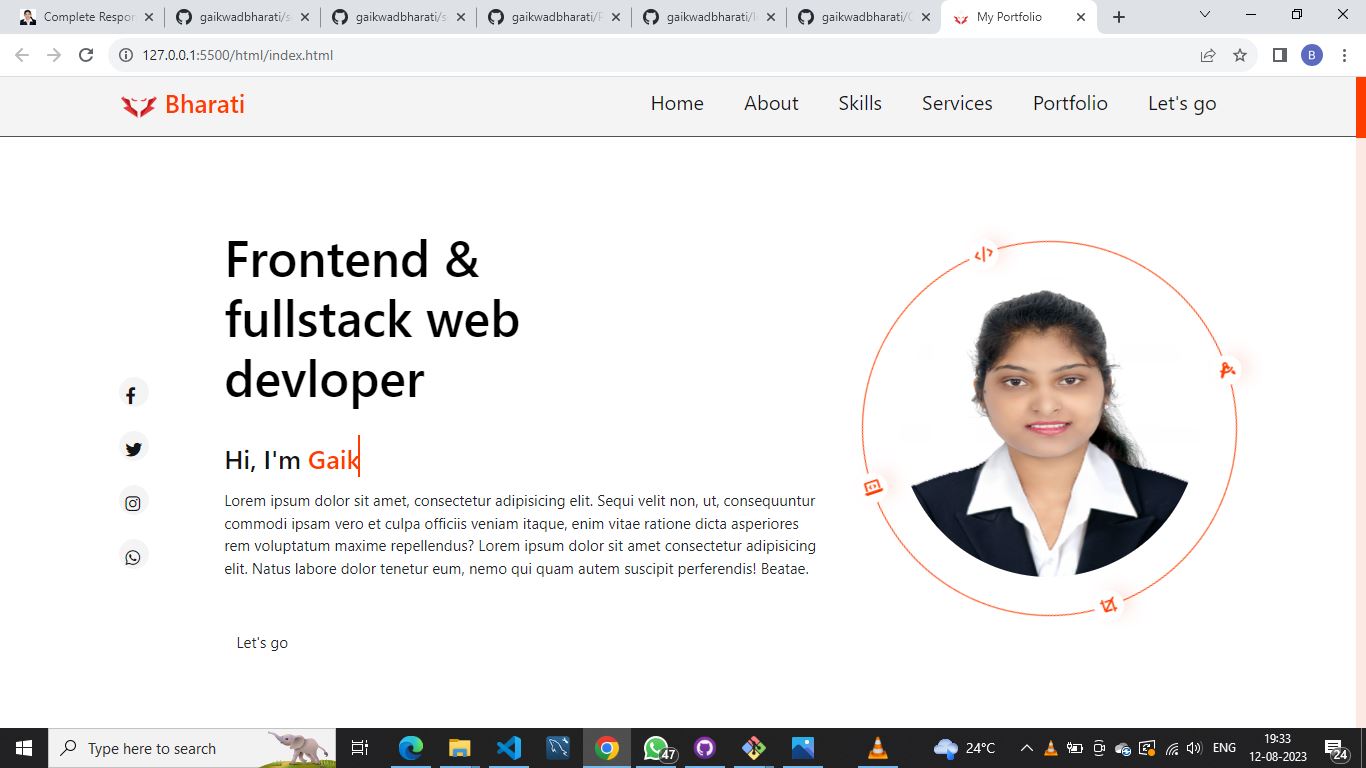 Complete Respon
gaikwadbharati/s
gaikwadbharati/s
gaikwadbharati/
gaikwadbharati/
gaikwadbharati/
My Portfolio
127.0.0.1:5500/html/index.html
B
Bharati
Home
About
Skills
Services
Portfolio
Let's go
Frontend &
fullstack web
devloper
Hi, I'm Gaik
Lorem ipsum dolor sit amet, consectetur adipisicing elit. Sequi velit non, ut, consequuntur
commodi ipsam vero et culpa officiis veniam itaque, enim vitae ratione dicta asperiores
rem voluptatum maxime repellendus? Lorem ipsum dolor sit amet consectetur adipisicing
elit. Natus labore dolor tenetur eum, nemo qui quam autem suscipit perferendis! Beatae.
Let's go
Type here to search
47
24°C
ENG
19:33
12-08-2023
24